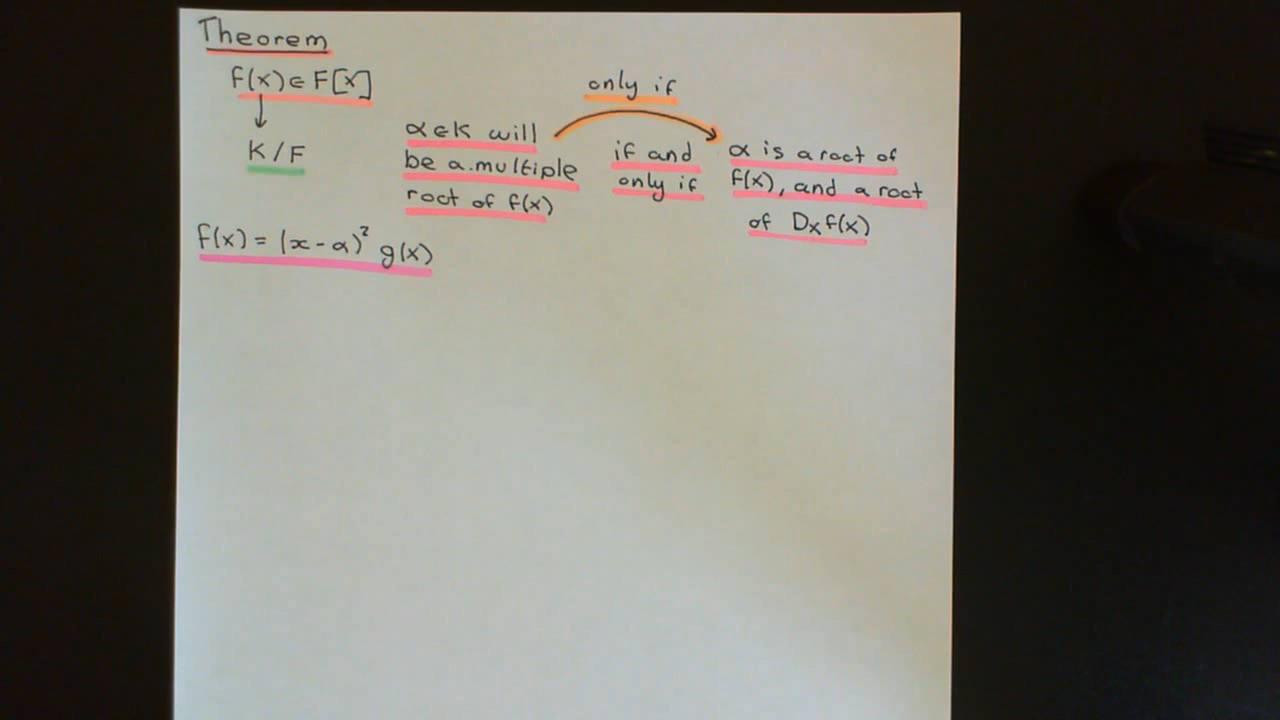 Theorem
f(x) ∈ F[x]
K/F
α∈K will
be a multiple
root of f(x)
only if
if and
only if
α is a root of
f(x), and a root
of Dₓf(x)
f(x) = (x - α)² g(x)